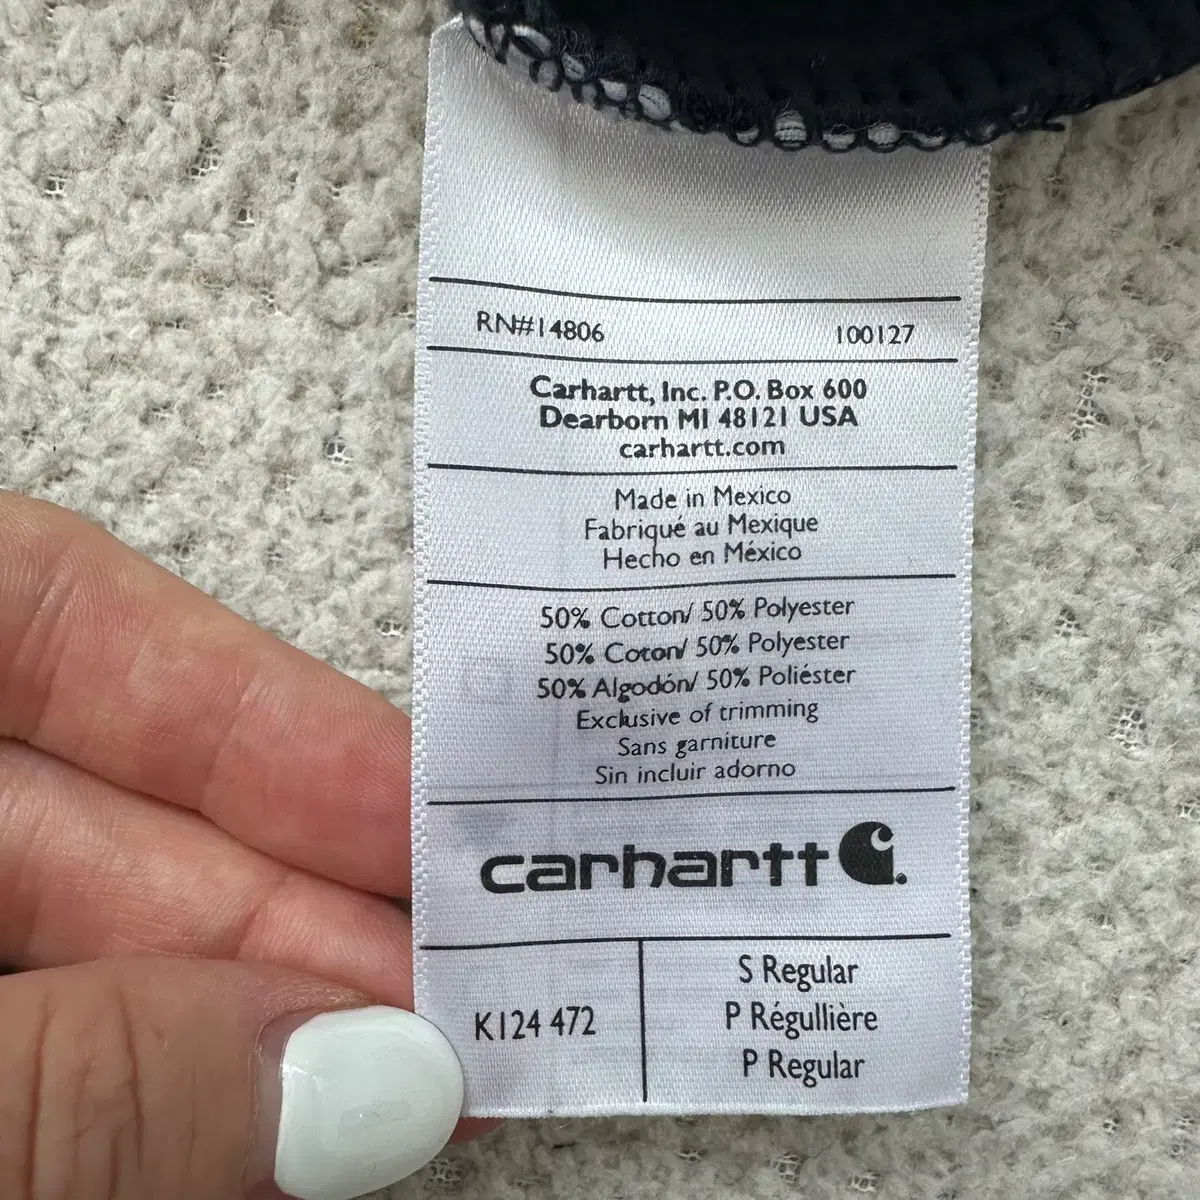 RN#14806 100127
Carhartt, Inc. P.O. Box 600
Dearborn MI 48121 USA
carhartt.com
Made in Mexico
Fabriqué au Mexique
Hecho en México
50% Cotton/ 50% Polyester
50% Coton/ 50% Polyester
50% Algodón/ 50% Poliéster
Exclusive of trimming
Sans garniture
Sin incluir adorno
carhartt
K124 472
S Regular
P Régullière
P Regular